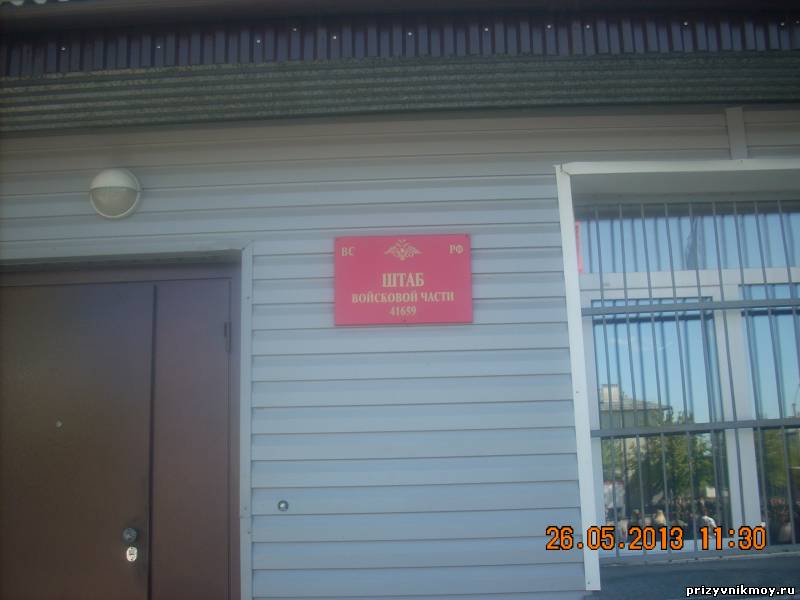 ВС РФ
ШТАБ
ВОЙСКОВОЙ ЧАСТИ
41659
26.05.2013 11:30
prizyvnikmoy.ru